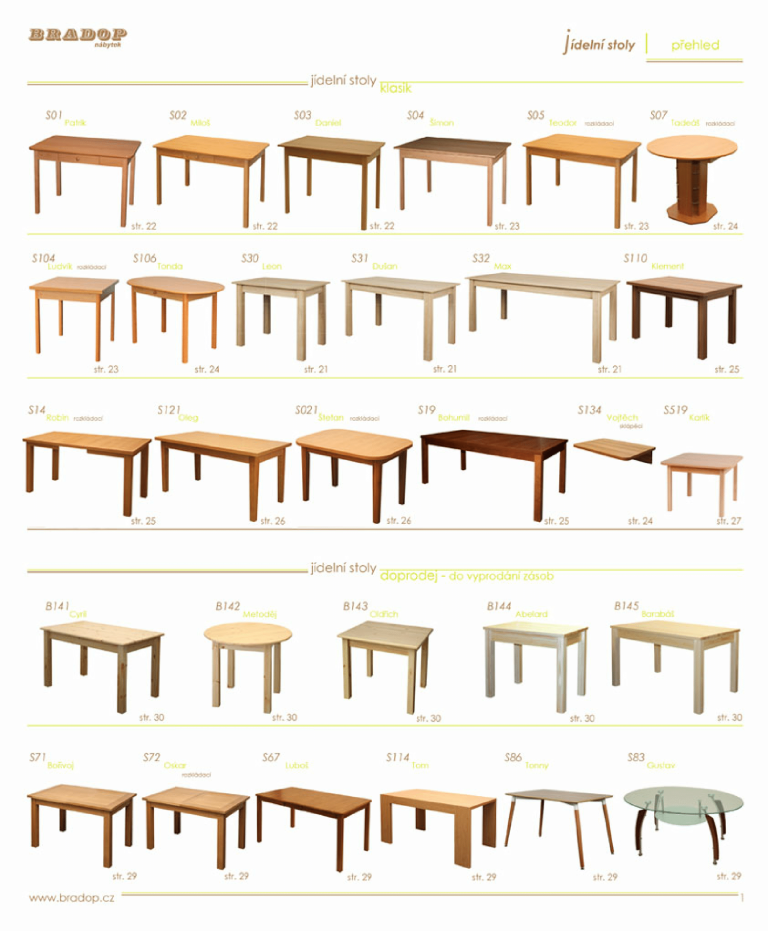 BRADOP
nábytek
jídelní stoly
přehled
jídelní stoly klasik
S01 Patrik
S02 Miloš
S03 Daniel
S04 Šimon
S05 Teodor rozkládací
S07 Tadeáš rozkládací
str. 22
str. 22
str. 22
str. 23
str. 23
str. 24
S104 Ludvík rozkládací
S106 Tonda
S30 Leon
S31 Dušan
S32 Max
S110 Klement
str. 23
str. 24
str. 21
str. 21
str. 21
str. 25
S14 Robin rozkládací
S121 Oleg
S021 Štefan rozkládací
S19 Bohumil rozkládací
S134 Vojtěch
sklápěcí
S519 Kartik
str. 25
str. 26
str. 26
str. 25
str. 24
str. 27
jídelní stoly doprodej - do vyprodání zásob
B141 Cyril
B142 Metoděj
B143 Oldřich
B144 Abelard
B145 Barabáš
str. 30
str. 30
str. 30
str. 30
str. 30
S71 Bořivoj
S72 Oskar
rozkládací
S67 Luboš
S114 Tom
S86 Tonny
S83 Gustav
str. 29
str. 29
str. 29
str. 29
str. 29
str. 29
www.bradop.cz